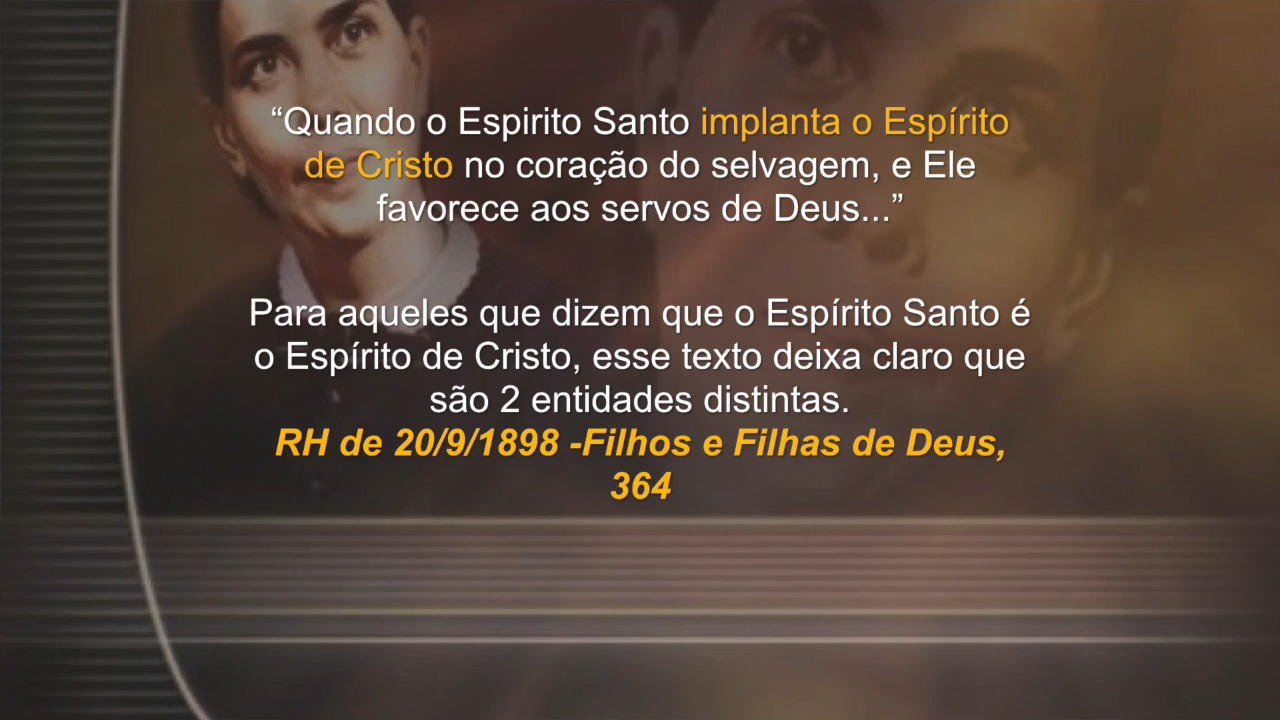 “Quando o Espirito Santo implanta o Espírito
de Cristo no coração do selvagem, e Ele
favorece aos servos de Deus...”
Para aqueles que dizem que o Espírito Santo é
o Espírito de Cristo, esse texto deixa claro que
são 2 entidades distintas.
RH de 20/9/1898 -Filhos e Filhas de Deus,
364